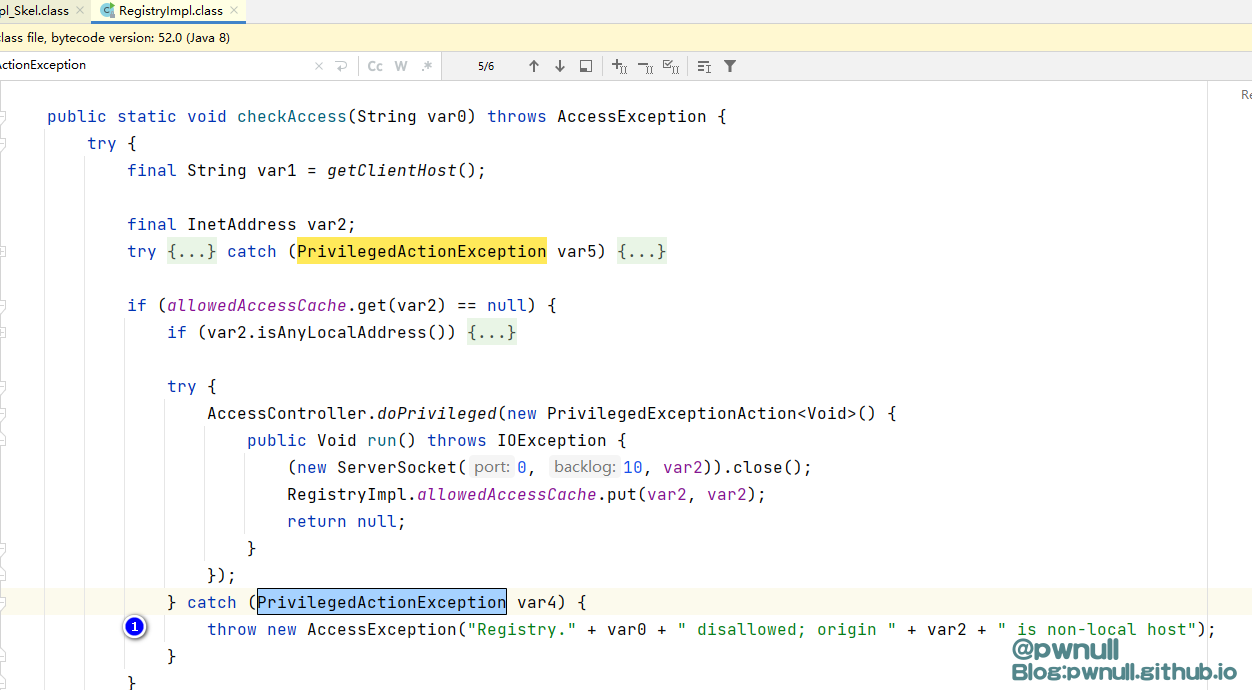 pl_Skel.class × RegistryImpl.class ×
lass file, bytecode version: 52.0 (Java 8)
ctionException × Cc W .* 5/6
Re
public static void checkAccess(String var0) throws AccessException {
try {
final String var1 = getClientHost();
final InetAddress var2;
try {...} catch (PrivilegedActionException var5) {...}
if (allowedAccessCache.get(var2) == null) {
if (var2.isAnyLocalAddress()) {...}
try {
AccessController.doPrivileged(new PrivilegedExceptionAction<Void>() {
public Void run() throws IOException {
(new ServerSocket( port: 0, backlog: 10, var2)).close();
RegistryImpl.allowedAccessCache.put(var2, var2);
return null;
}
});
} catch (PrivilegedActionException var4) {
1
throw new AccessException("Registry." + var0 + " disallowed; origin " + var2 + " is non-local host");
}
}
@pwnull
Blog:pwnull.github.io